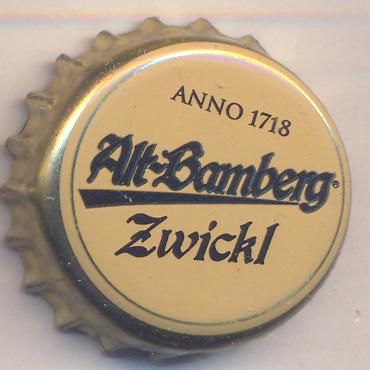 ANNO 1718
Alt-Bamberg®
Zwickl